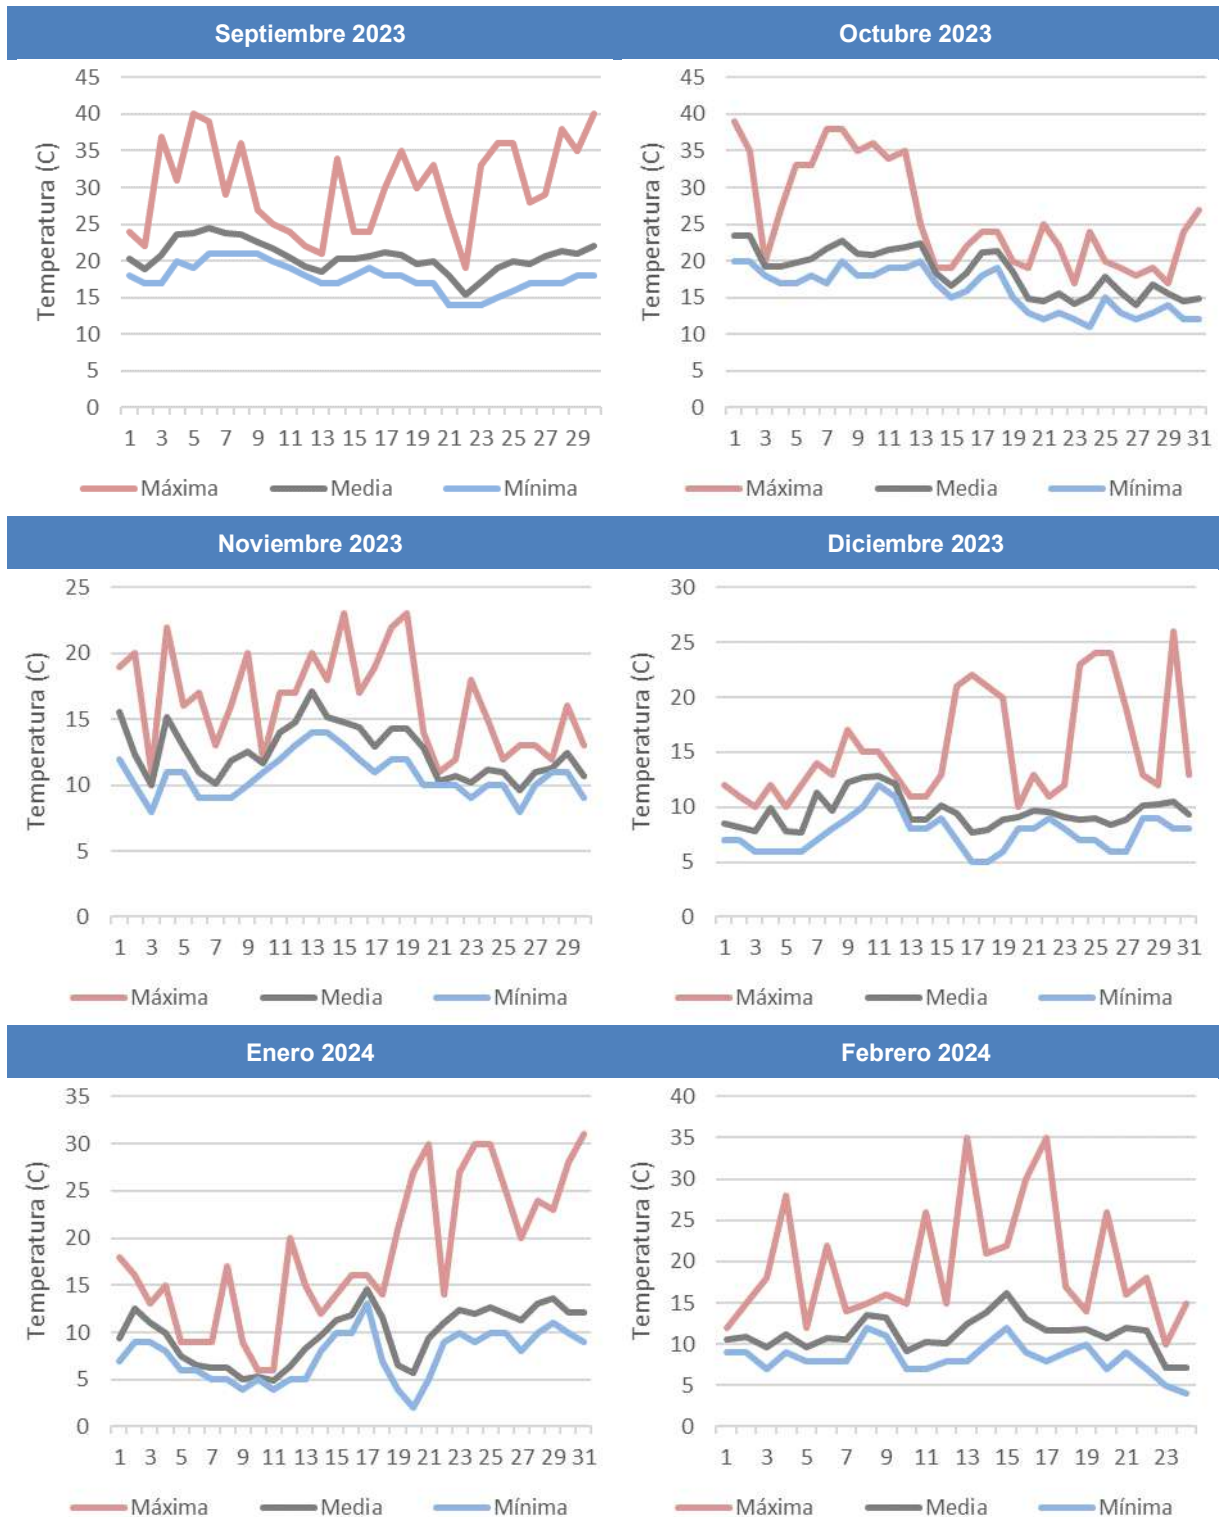 Septiembre 2023
Octubre 2023
45
40
35
30
25
20
15
10
5
0
Temperatura (C)
1 3 5 7 9 11 13 15 17 19 21 23 25 27 29
Máxima Media Mínima
45
40
35
30
25
20
15
10
5
0
Temperatura (C)
1 3 5 7 9 11 13 15 17 19 21 23 25 27 29 31
Máxima Media Mínima
Noviembre 2023
Diciembre 2023
25
20
15
10
5
0
Temperatura (C)
1 3 5 7 9 11 13 15 17 19 21 23 25 27 29
Máxima Media Mínima
30
25
20
15
10
5
0
Temperatura (C)
1 3 5 7 9 11 13 15 17 19 21 23 25 27 29 31
Máxima Media Mínima
Enero 2024
Febrero 2024
35
30
25
20
15
10
5
0
Temperatura (C)
1 3 5 7 9 11 13 15 17 19 21 23 25 27 29 31
Máxima Media Mínima
40
35
30
25
20
15
10
5
0
Temperatura (C)
1 3 5 7 9 11 13 15 17 19 21 23
Máxima Media Mínima